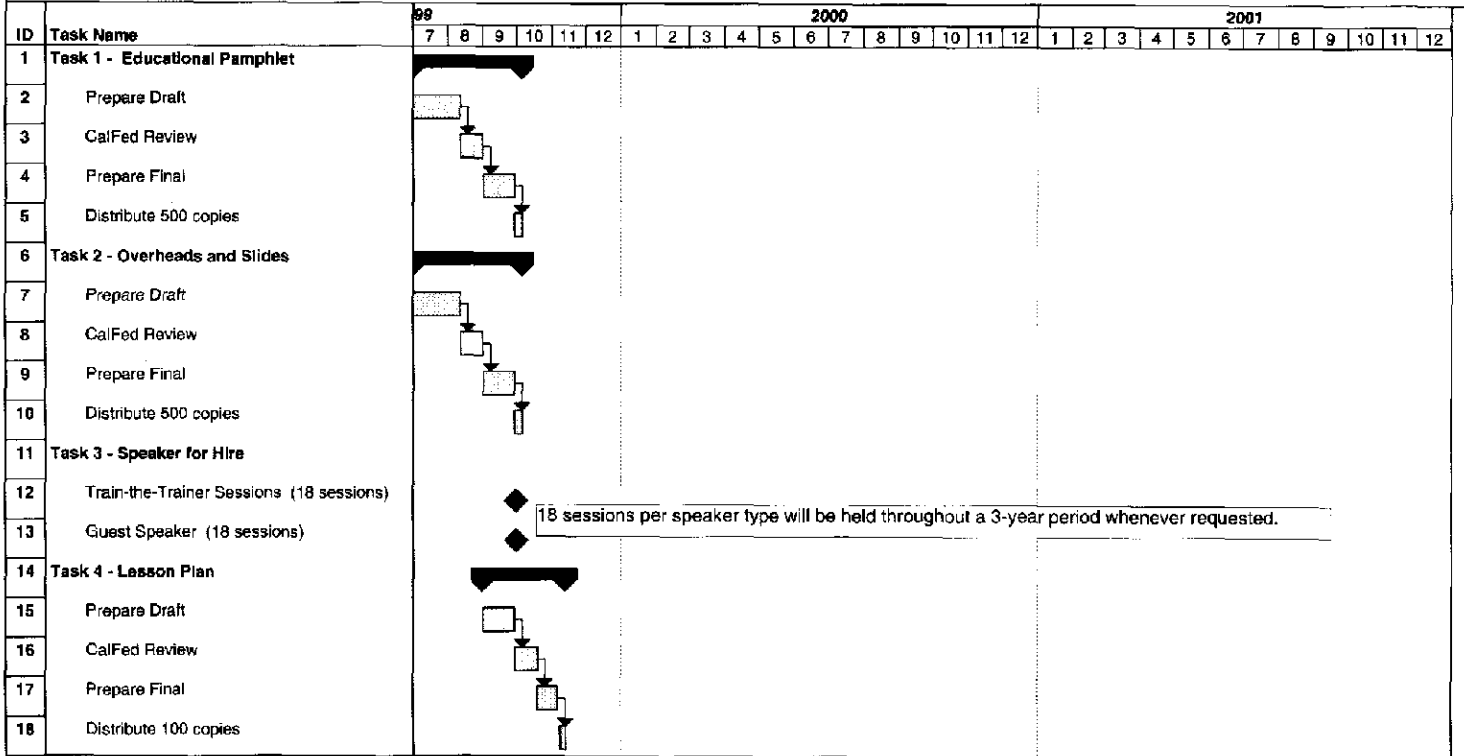 99 2000 2001
ID Task Name 7 8 9 10 11 12 1 2 3 4 5 6 7 8 9 10 11 12 1 2 3 4 5 6 7 8 9 10 11 12
1 Task 1 - Educational Pamphlet
2 Prepare Draft
3 CalFed Review
4 Prepare Final
5 Distribute 500 copies
6 Task 2 - Overheads and Slides
7 Prepare Draft
8 CalFed Review
9 Prepare Final
10 Distribute 500 copies
11 Task 3 - Speaker for Hire
12 Train-the-Trainer Sessions (18 sessions)
18 sessions per speaker type will be held throughout a 3-year period whenever requested.
13 Guest Speaker (18 sessions)
14 Task 4 - Lesson Plan
15 Prepare Draft
16 CalFed Review
17 Prepare Final
18 Distribute 100 copies